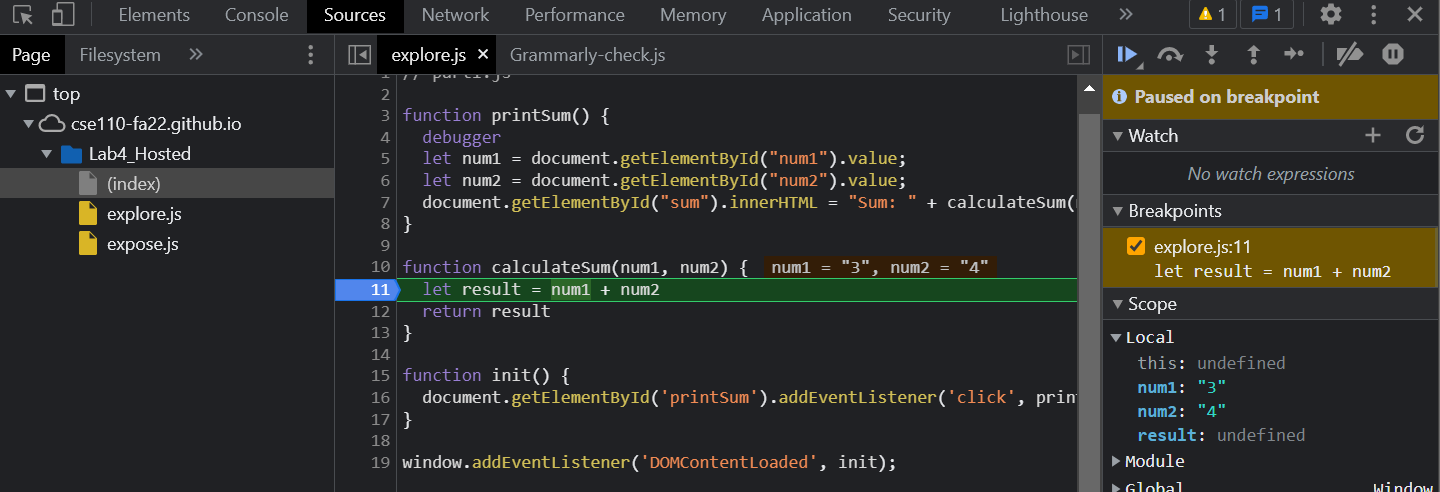 Elements Console Sources Network Performance Memory Application Security Lighthouse » 1 1
Page Filesystem »
explore.js × Grammarly-check.js
top
cse110-fa22.github.io
Lab4_Hosted
(index)
explore.js
expose.js
1 // part1.js
2
3 function printSum() {
4   debugger
5   let num1 = document.getElementById("num1").value;
6   let num2 = document.getElementById("num2").value;
7   document.getElementById("sum").innerHTML = "Sum: " + calculateSum(
8 }
9
10 function calculateSum(num1, num2) { num1 = "3", num2 = "4"
11   let result = num1 + num2
12   return result
13 }
14
15 function init() {
16   document.getElementById('printSum').addEventListener('click', prin
17 }
18
19 window.addEventListener('DOMContentLoaded', init);
Paused on breakpoint
Watch
No watch expressions
Breakpoints
explore.js:11
let result = num1 + num2
Scope
Local
this: undefined
num1: "3"
num2: "4"
result: undefined
Module
Global Window